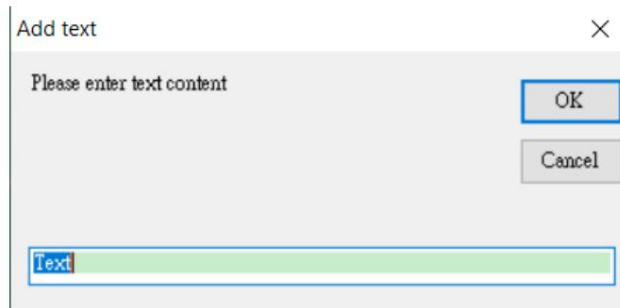 Add text
Please enter text content
OK
Cancel
Text